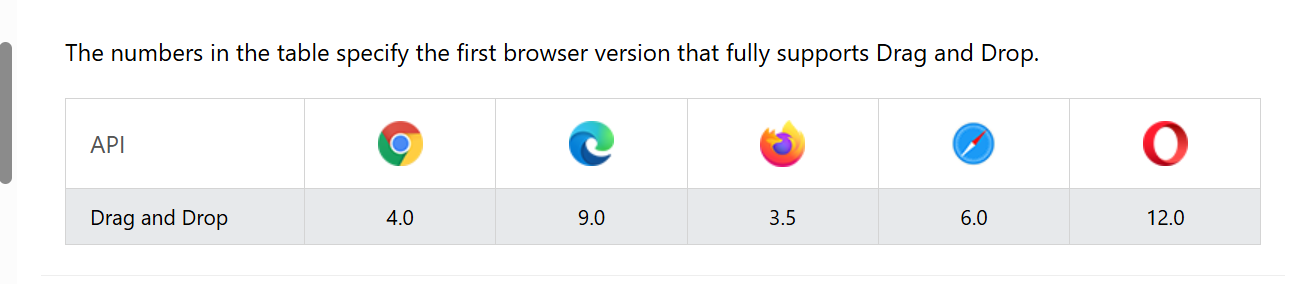 The numbers in the table specify the first browser version that fully supports Drag and Drop.
API
Drag and Drop 4.0 9.0 3.5 6.0 12.0